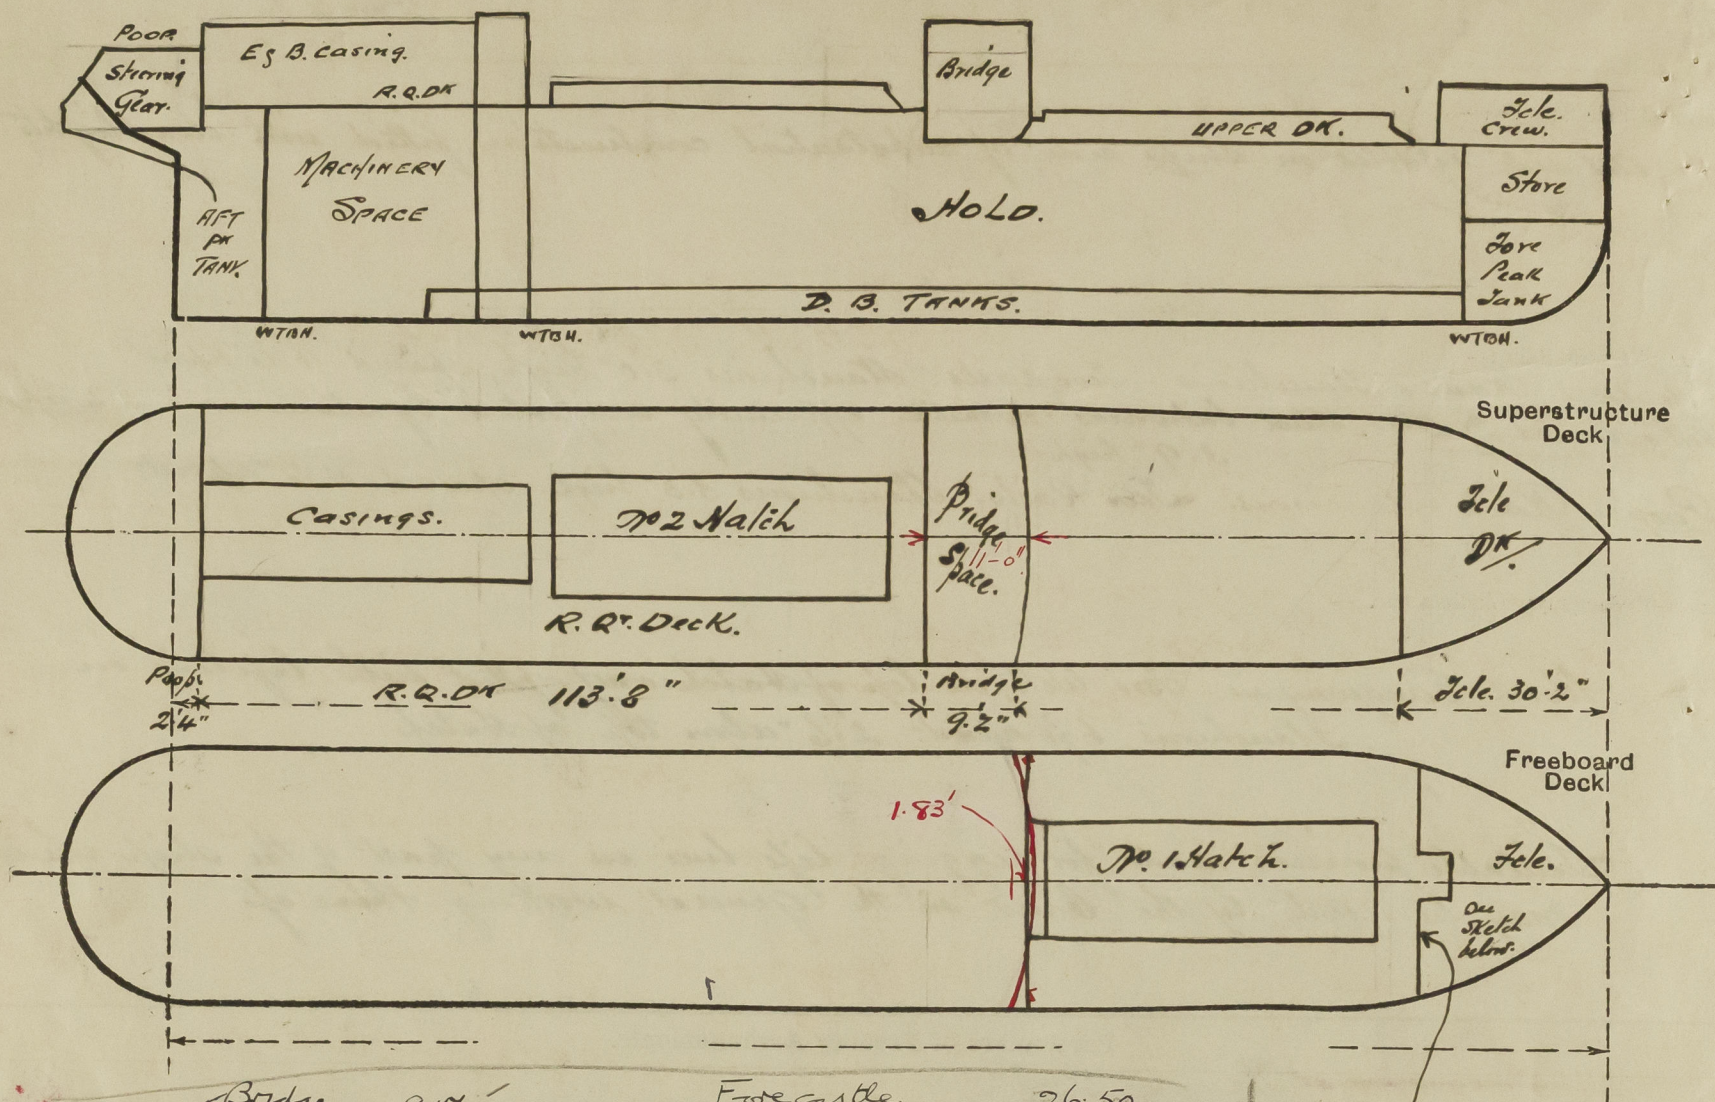 POOP.
Steering
Gear.
E & B. Casing.
R.Q.DK
Bridge
UPPER DK.
Fcle.
Crew.
MACHINERY
SPACE
HOLD.
Store
AFT
PK
TANK.
Fore
Peak
Tank
D. B. TANKS.
WTBH.
WTBH.
WTBH.
Superstructure
Deck
Casings.
No 2 Hatch
Bridge
Space.
11'-0"
Fcle
DK.
R. Qr. Deck.
Poop
2'4"
R.Q.DK 113'.8"
Bridge
9'.2"
Fcle. 30'-2"
Freeboard
Deck
1.83'
No. 1 Hatch.
Fcle.
Sketch
below.
Bridge
Forecastle
26.50